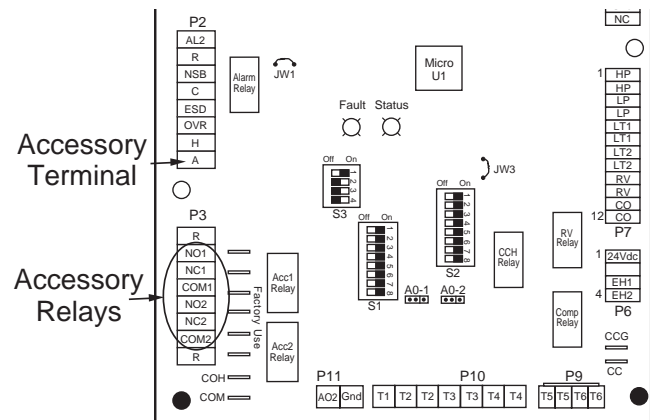 P2
AL2
R
NSB
C
ESD
OVR
H
A
Alarm
Relay
JW1
Micro
U1
Fault Status
Accessory
Terminal
Off On
1
2
3
4
S3
JW3
Off On
1
2
3
4
5
6
7
8
S1
Off On
1
2
3
4
5
6
7
8
S2
A0-1 A0-2
CCH
Relay
RV
Relay
Comp
Relay
NC
1 HP
HP
LP
LP
LT1
LT1
LT2
LT2
RV
RV
CO
12 CO
P7
1 24Vdc
EH1
4 EH2
P6
CCG
CC
P3
R
NO1
NC1
COM1
NO2
NC2
COM2
R
Accessory
Relays
Factory Use
Acc1
Relay
Acc2
Relay
COH
COM
P11
AO2 Gnd
P10
T1 T2 T2 T3 T3 T4 T4
P9
T5 T5 T6 T6